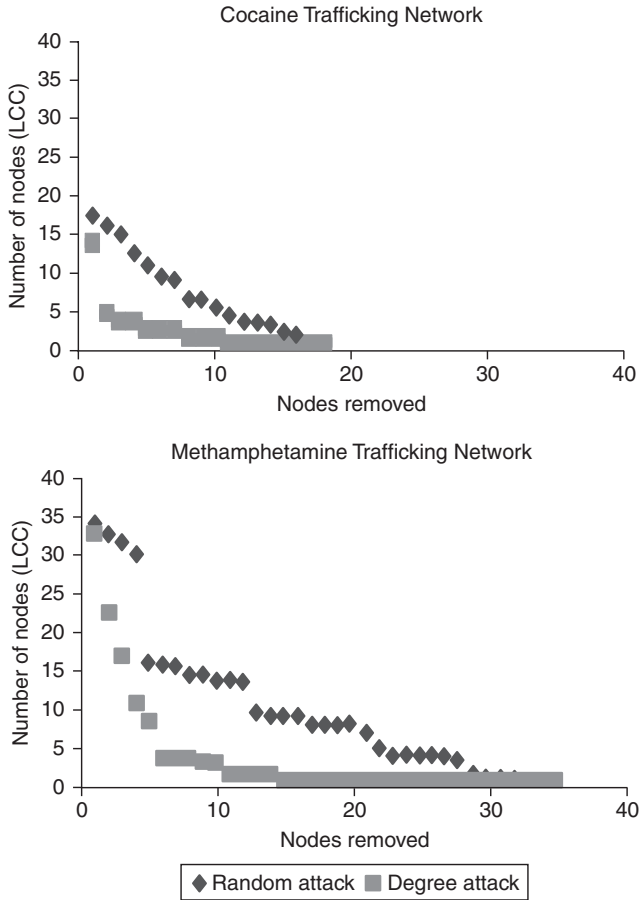 Cocaine Trafficking Network
Number of nodes (LCC)
40
35
30
25
20
15
10
5
0
0 10 20 30 40
Nodes removed
Methamphetamine Trafficking Network
Number of nodes (LCC)
40
35
30
25
20
15
10
5
0
0 10 20 30 40
Nodes removed
Random attack Degree attack